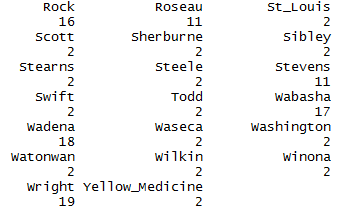 Rock Roseau St_Louis
16 11 2
Scott Sherburne Sibley
2 2 2
Stearns Steele Stevens
2 2 11
Swift Todd Wabasha
2 2 17
Wadena Waseca Washington
18 2 2
Watonwan Wilkin Winona
2 2 2
Wright Yellow_Medicine
19 2